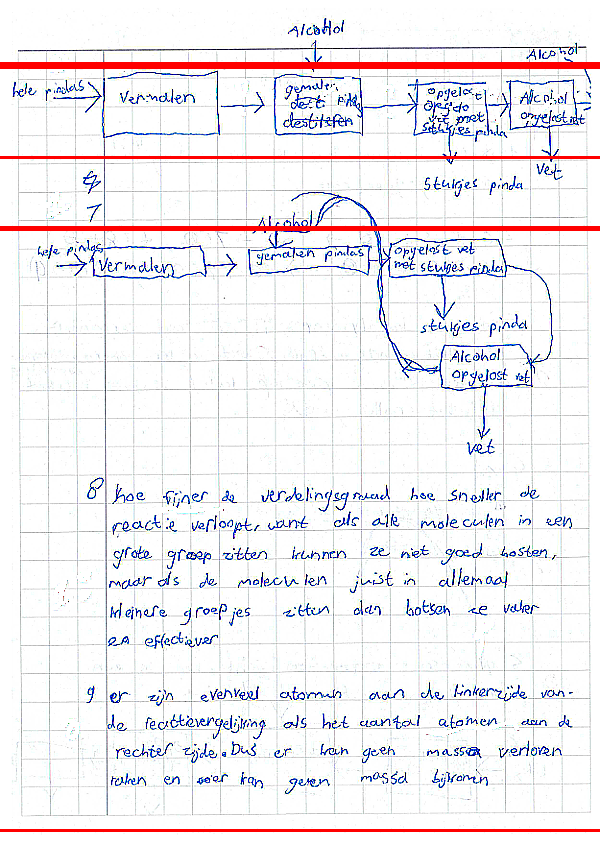 Alcohol
Alcohol
hele pindas
Vermalen
gemalen pinda
desti
destileren
opgelost
vet met
stukjes pinda
Alcohol
opgelost vet
stukjes pinda
vet
7
Alcohol
hele pindas
Vermalen
gemalen pindas
opgelost vet
met stukjes pinda
stukjes pinda
Alcohol
opgelost vet
vet
8 hoe fijner de verdelingsgraad hoe sneller de
reactie verloopt, want als alle moleculen in een
grote groep zitten kunnen ze niet goed botsen,
maar als de moleculen juist in allemaal
kleinere groepjes zitten dan botsen ze vaker
en effectiever
9 er zijn evenveel atomen aan de linkerzijde van
de reactievergelijking als het aantal atomen aan de
rechter zijde. Dus er kan geen massa verloren
raken en er kan geen massa bijkomen